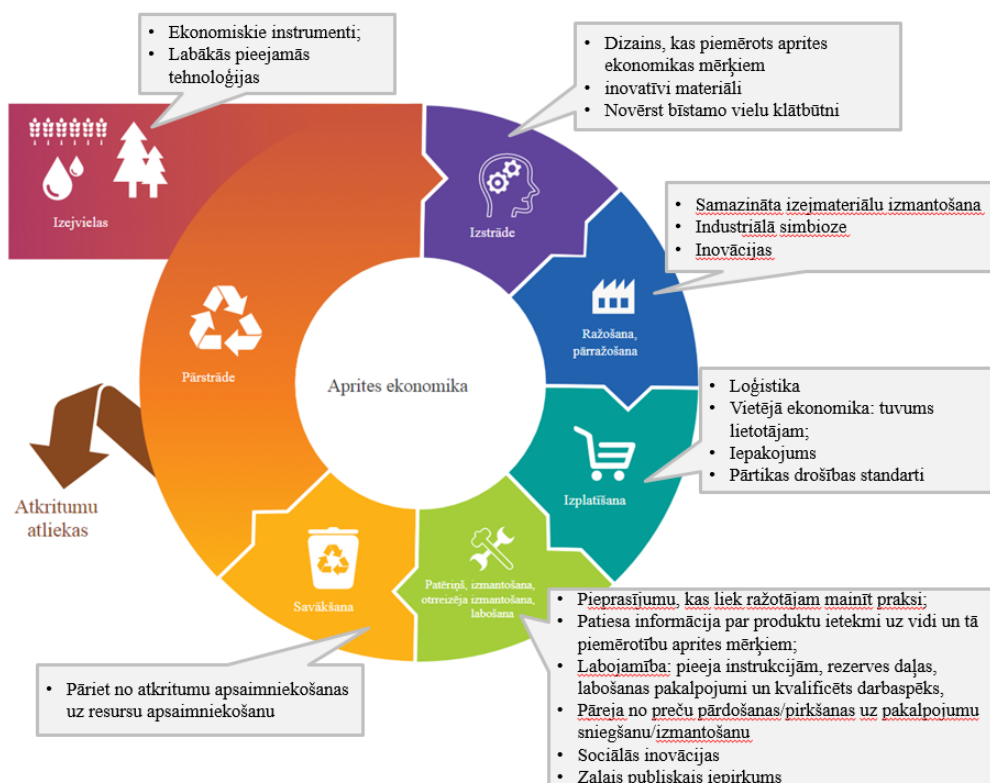 • Ekonomiskie instrumenti;
• Labākās pieejamās
tehnoloģijas
• Dizains, kas piemērots aprites
ekonomikas mērķiem
• inovatīvi materiāli
• Novērst bīstamo vielu klātbūtni
Izejvielas
Izstrāde
• Samazināta izejmateriālu izmantošana
• Industriālā simbioze
• Inovācijas
Ražošana,
pārražošana
Pārstrāde
Aprites ekonomika
• Loģistika
• Vietējā ekonomika: tuvums
lietotājam;
• Iepakojums
• Pārtikas drošības standarti
Izplatīšana
Atkritumu
atliekas
Savākšana
Patēriņš, izmantošana,
otrreizēja izmantošana,
labošana
• Pieprasījumu, kas liek ražotājam mainīt praksi;
• Patiesa informācija par produktu ietekmi uz vidi un tā
piemērotību aprites mērķiem;
• Labojamība: pieeja instrukcijām, rezerves daļas,
labošanas pakalpojumi un kvalificēts darbaspēks,
• Pāreja no preču pārdošanas/pirkšanas uz pakalpojumu
sniegšanu/izmantošanu
• Sociālās inovācijas
• Zaļais publiskais iepirkums
• Pāriet no atkritumu apsaimniekošanas
uz resursu apsaimniekošanu